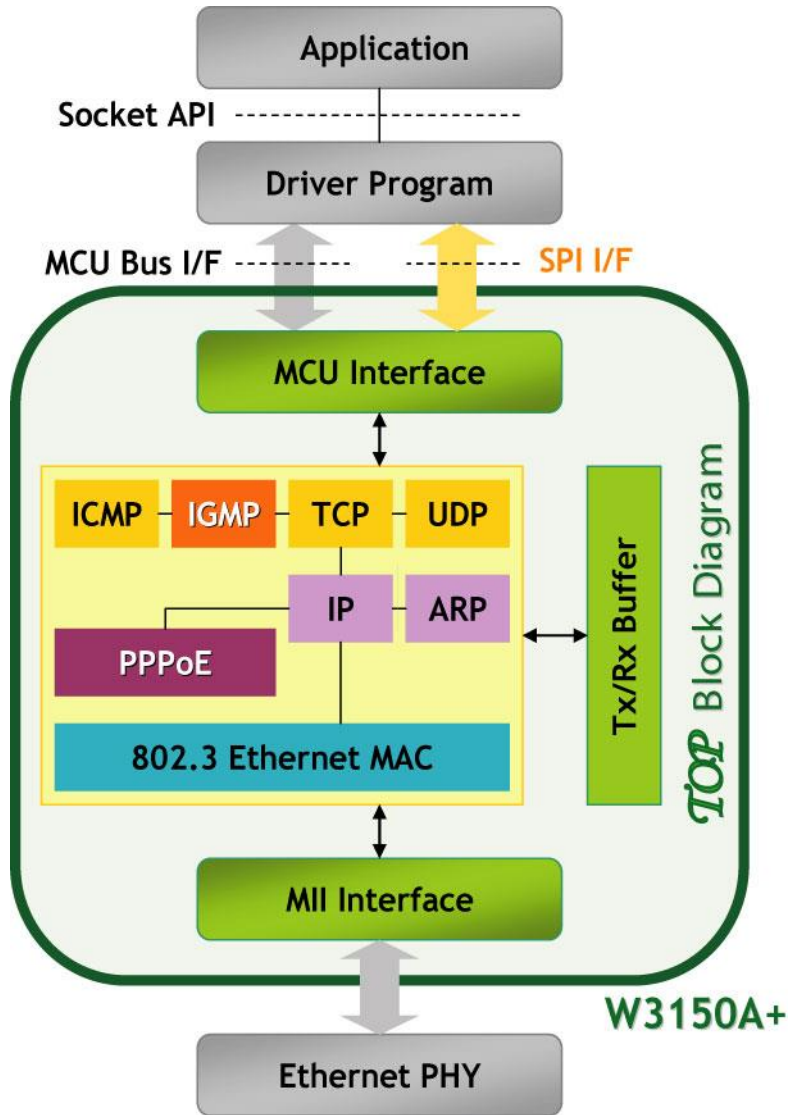 Application
Socket API
Driver Program
MCU Bus I/F
SPI I/F
MCU Interface
ICMP
IGMP
TCP
UDP
IP
ARP
PPPoE
802.3 Ethernet MAC
Tx/Rx Buffer
TOP Block Diagram
MII Interface
W3150A+
Ethernet PHY